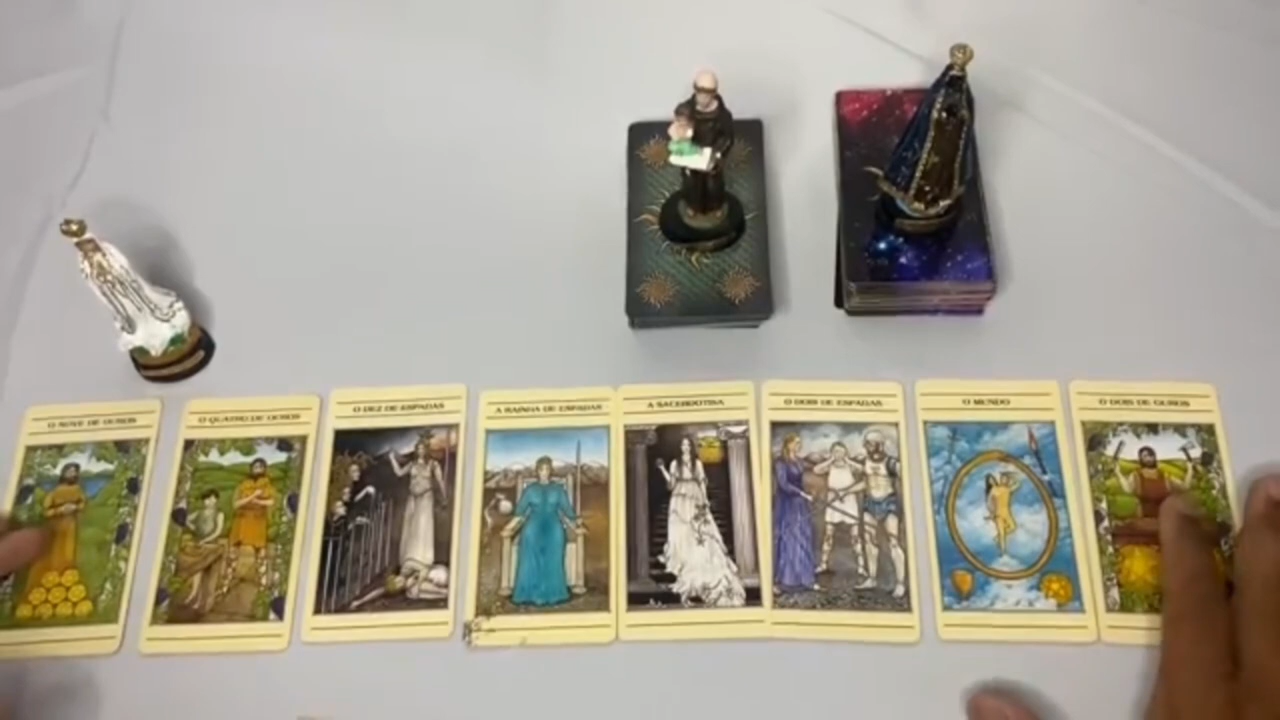 O NOVE DE OUROS
O QUATRO DE OUROS
O DEZ DE ESPADAS
A RAINHA DE ESPADAS
A SACERDOTISA
O DOIS DE ESPADAS
O MUNDO
O DOIS DE OUROS